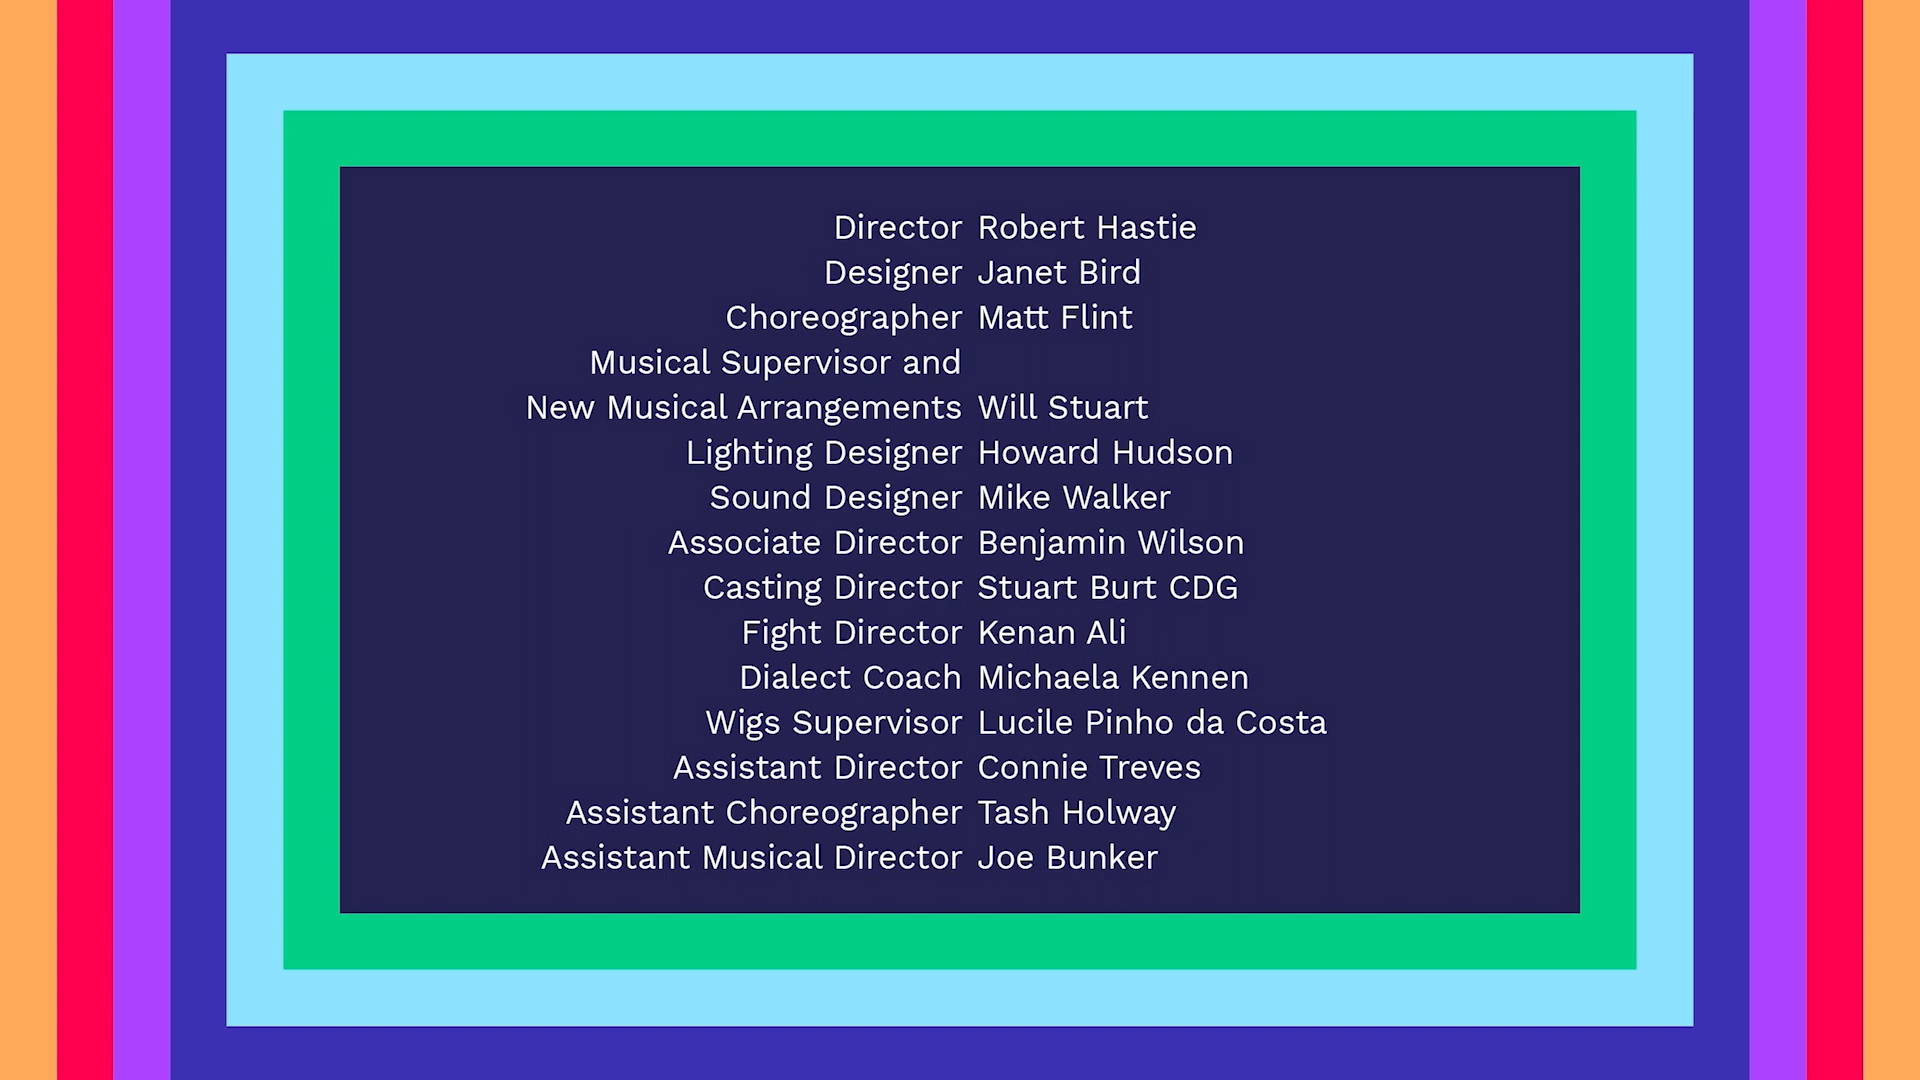 Director Robert Hastie
Designer Janet Bird
Choreographer Matt Flint
Musical Supervisor and
New Musical Arrangements Will Stuart
Lighting Designer Howard Hudson
Sound Designer Mike Walker
Associate Director Benjamin Wilson
Casting Director Stuart Burt CDG
Fight Director Kenan Ali
Dialect Coach Michaela Kennen
Wigs Supervisor Lucile Pinho da Costa
Assistant Director Connie Treves
Assistant Choreographer Tash Holway
Assistant Musical Director Joe Bunker